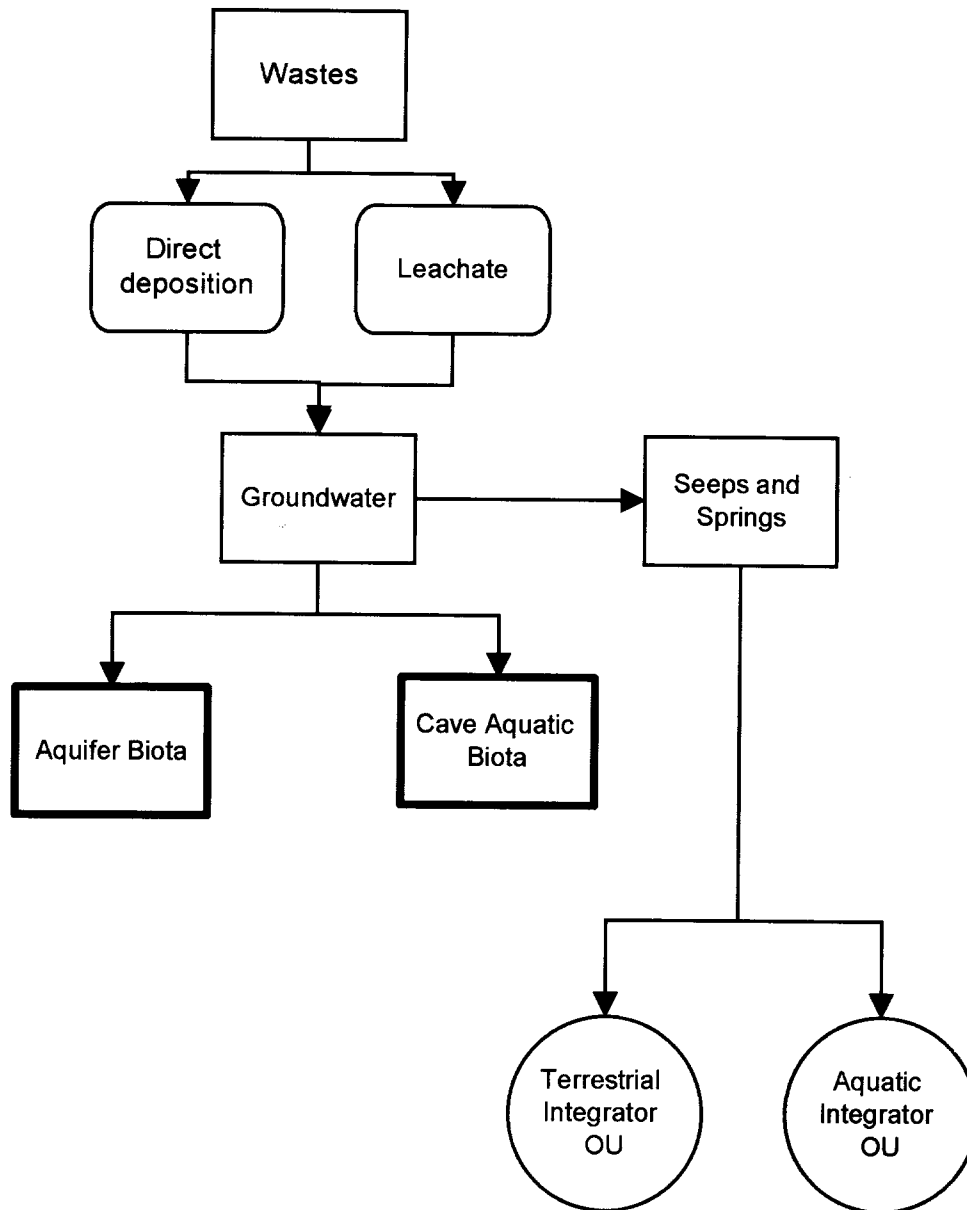 Wastes
Direct
deposition
Leachate
Groundwater
Seeps and
Springs
Aquifer Biota
Cave Aquatic
Biota
Terrestrial
Integrator
OU
Aquatic
Integrator
OU